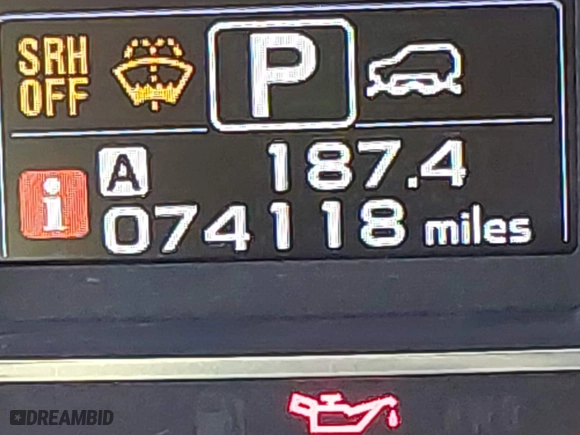 SRH P
OFF
i A 187.4
074118 miles
DREAMBID